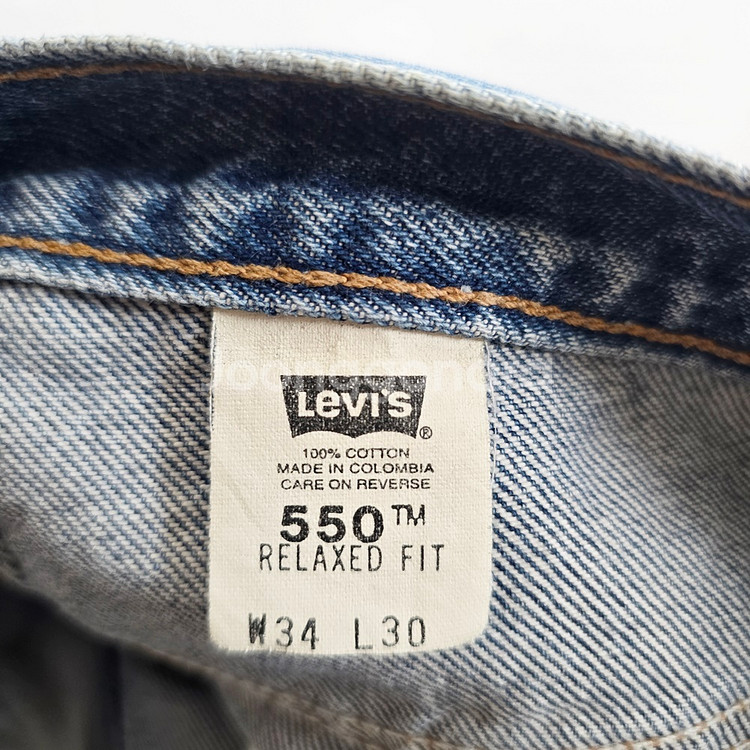 Levi's®
100% COTTON
MADE IN COLOMBIA
CARE ON REVERSE
550™
RELAXED FIT
W34 L30